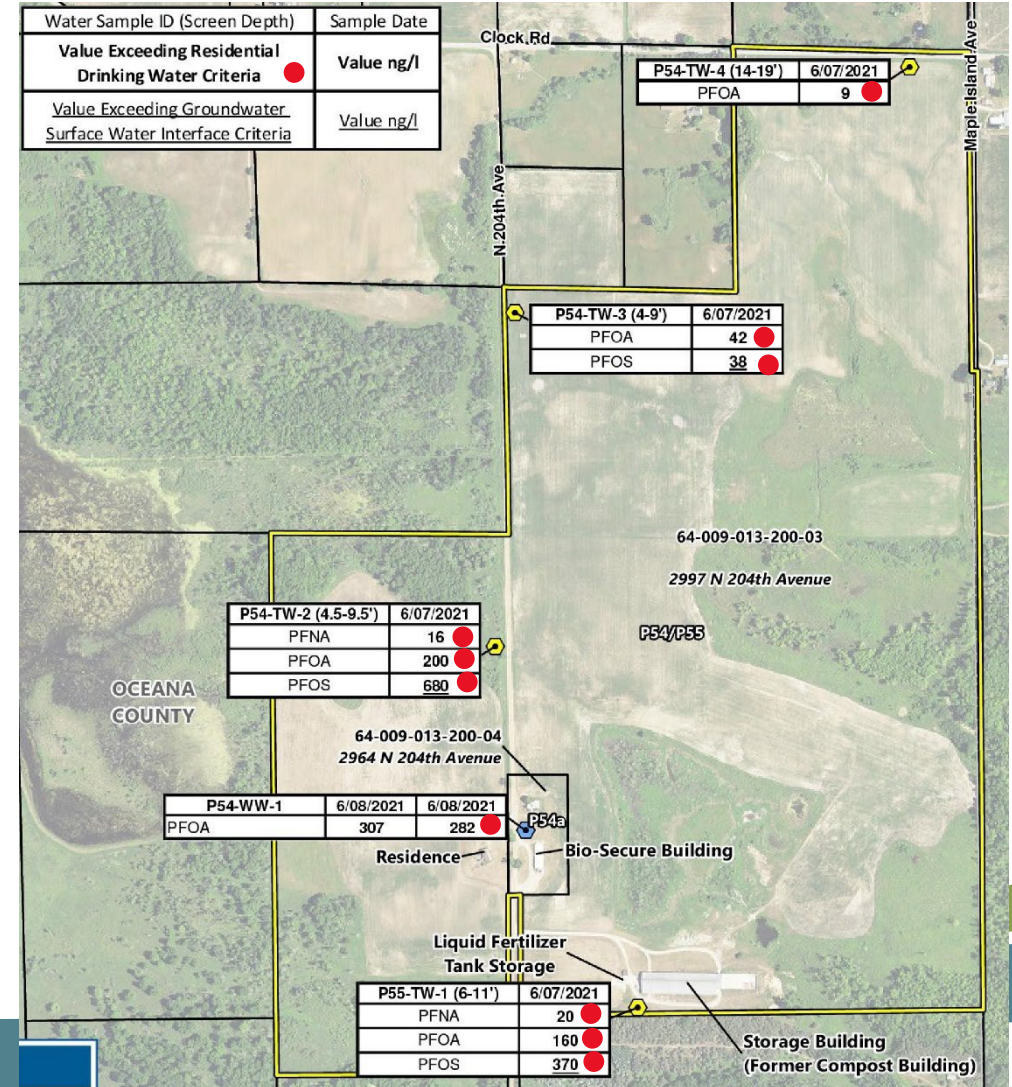 Water Sample ID (Screen Depth) Sample Date
Value Exceeding Residential
Drinking Water Criteria
Value ng/l
Value Exceeding Groundwater
Surface Water Interface Criteria
Value ng/l
Clock Rd
Maple Island Ave
N 204th Ave
P54-TW-4 (14-19') 6/07/2021
PFOA 9
P54-TW-3 (4-9') 6/07/2021
PFOA 42
PFOS 38
64-009-013-200-03
2997 N 204th Avenue
P54/P55
P54-TW-2 (4.5-9.5') 6/07/2021
PFNA 16
PFOA 200
PFOS 680
OCEANA
COUNTY
64-009-013-200-04
2964 N 204th Avenue
P54-WW-1 6/08/2021 6/08/2021
PFOA 307 282
P54a
Residence
Bio-Secure Building
Liquid Fertilizer
Tank Storage
P55-TW-1 (6-11') 6/07/2021
PFNA 20
PFOA 160
PFOS 370
Storage Building
(Former Compost Building)